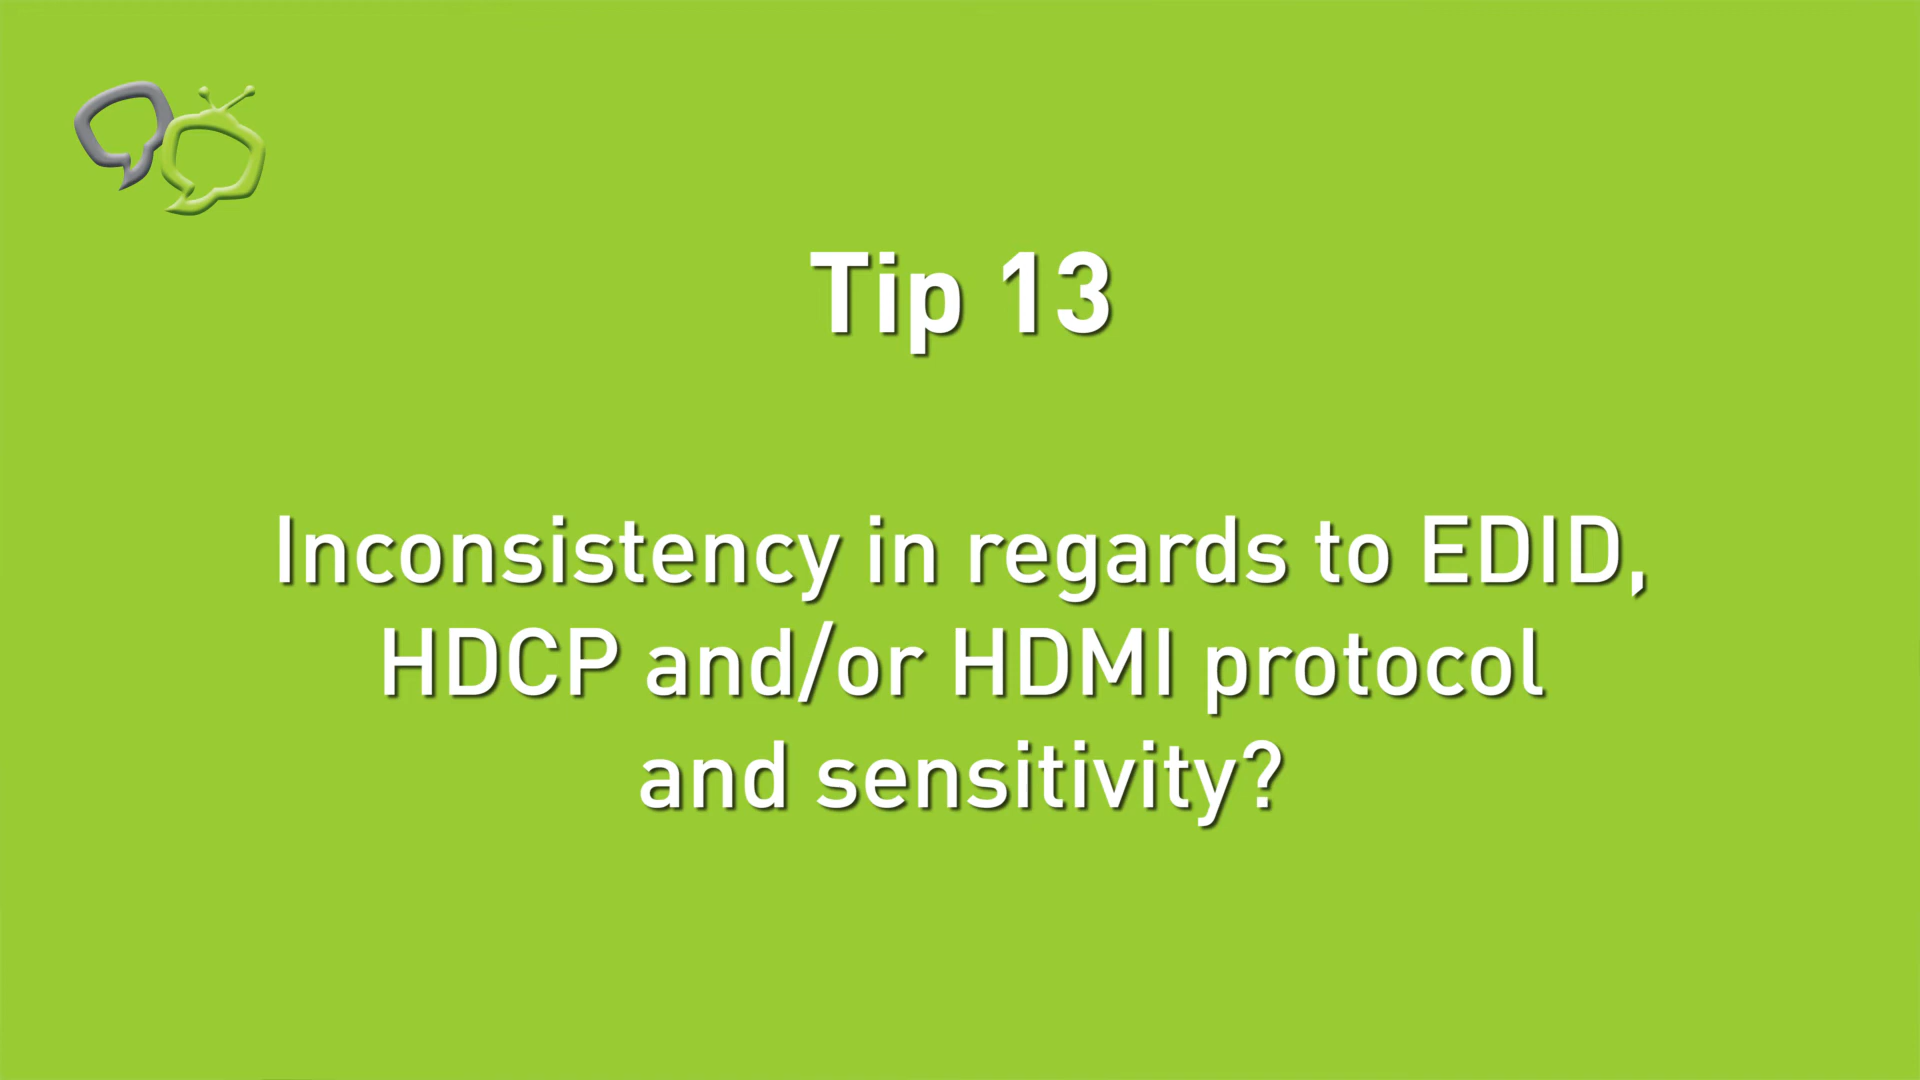 Tip 13
Inconsistency in regards to EDID,
HDCP and/or HDMI protocol
and sensitivity?